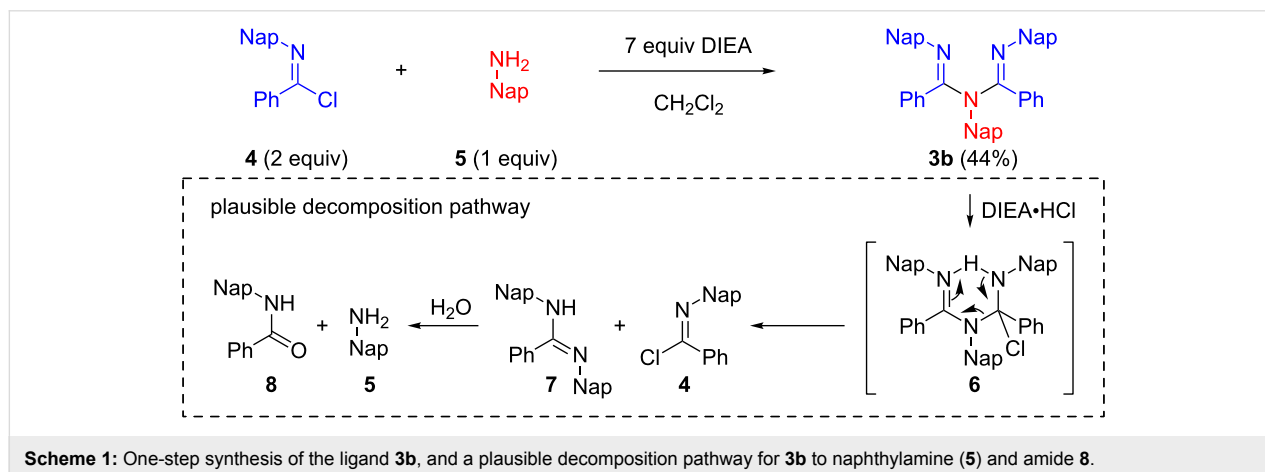 Nap
N
Ph
Cl
+
NH2
Nap
7 equiv DIEA
CH2Cl2
Nap
N
N
Nap
Ph
N
Ph
Nap
4 (2 equiv)
5 (1 equiv)
3b (44%)
plausible decomposition pathway
DIEA•HCl
Nap
NH
Ph
O
8
+
NH2
Nap
5
H2O
Nap
NH
Ph
N
Nap
7
+
Nap
N
Cl
Ph
4
Nap
N
H
N
Nap
Ph
N
Ph
Nap
Cl
6
Scheme 1: One-step synthesis of the ligand 3b, and a plausible decomposition pathway for 3b to naphthylamine (5) and amide 8.